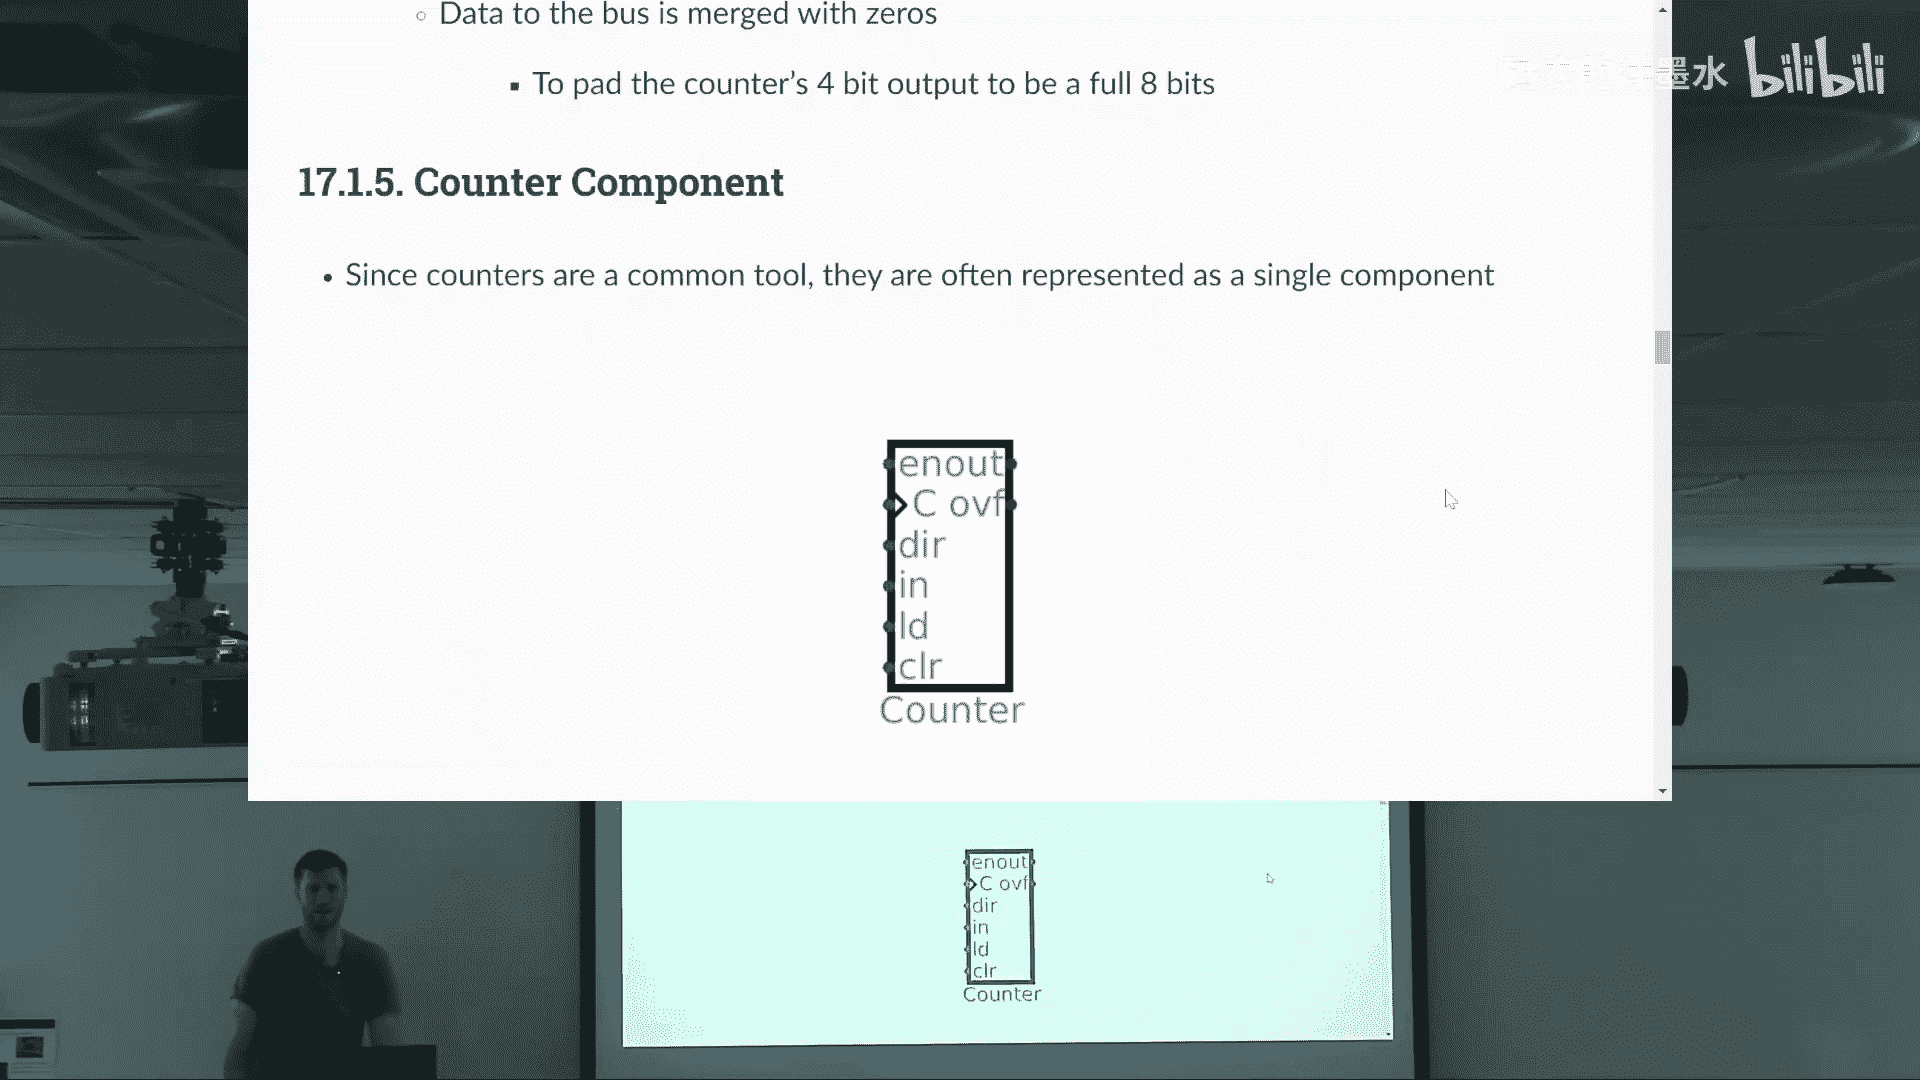 Data to the bus is merged with zeros
To pad the counter's 4 bit output to be a full 8 bits
墨水 bilibili
17.1.5. Counter Component
Since counters are a common tool, they are often represented as a single component
enout
C ovf
dir
in
ld
clr
Counter
enout
C ovf
dir
in
ld
clr
Counter